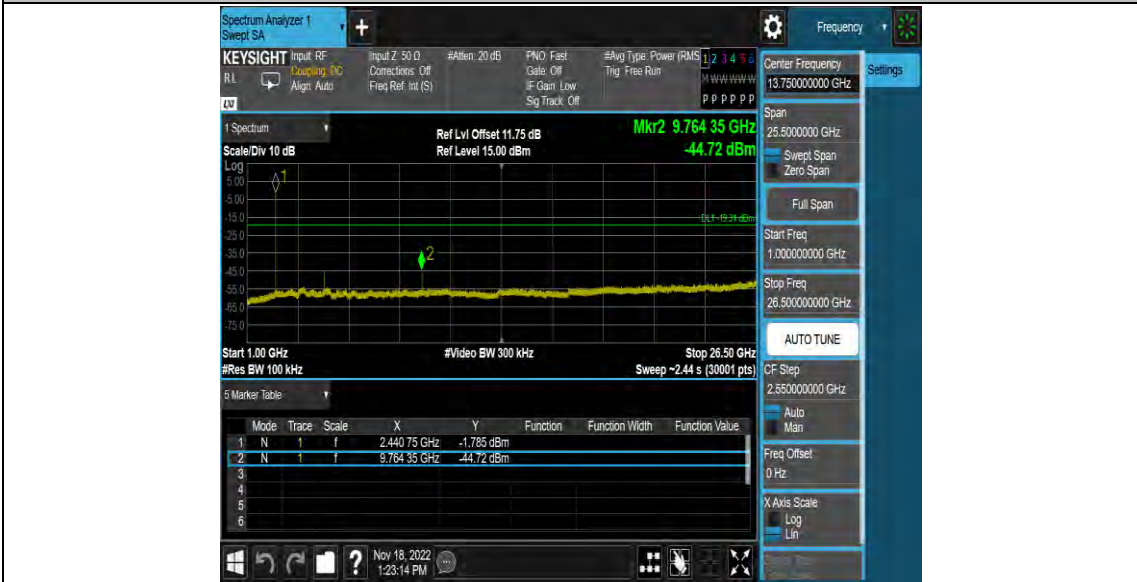 Spectrum Analyzer 1
Swept SA
+
Frequency
KEYSIGHT Input: RF Input Z: 50 Ω #Atten: 20 dB PNO: Fast #Avg Type: Power (RMS 1 2 3 4 5 6
RL Coupling: DC Corrections: Off Gate: Off Trig: Free Run M W W W W W
Align: Auto Freq Ref: Int (S) IF Gain: Low
LXI Sig Track: Off P P P P P P
1 Spectrum
Scale/Div 10 dB
Ref Lvl Offset 11.75 dB
Ref Level 15.00 dBm
Mkr2 9.764 35 GHz
-44.72 dBm
Log
5.00
-5.00
-15.0
-25.0
-35.0
-45.0
-55.0
-65.0
-75.0
1
2
DL1 -19.31 dBm
Start 1.00 GHz #Video BW 300 kHz Stop 26.50 GHz
#Res BW 100 kHz Sweep ~2.44 s (30001 pts)
5 Marker Table
Mode Trace Scale X Y Function Function Width Function Value
1 N 1 f 2.440 75 GHz -1.785 dBm
2 N 1 f 9.764 35 GHz -44.72 dBm
3
4
5
6
Center Frequency
13.750000000 GHz
Settings
Span
25.5000000 GHz
Swept Span
Zero Span
Full Span
Start Freq
1.000000000 GHz
Stop Freq
26.500000000 GHz
AUTO TUNE
CF Step
2.550000000 GHz
Auto
Man
Freq Offset
0 Hz
X Axis Scale
Log
Lin
? Nov 18, 2022
1:23:14 PM